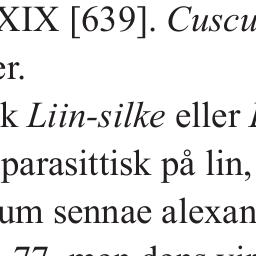 XIX [639]. Cuscu
er.
k Liin-silke eller
parasittisk på lin,
um sennae alexan
77, men dens vir